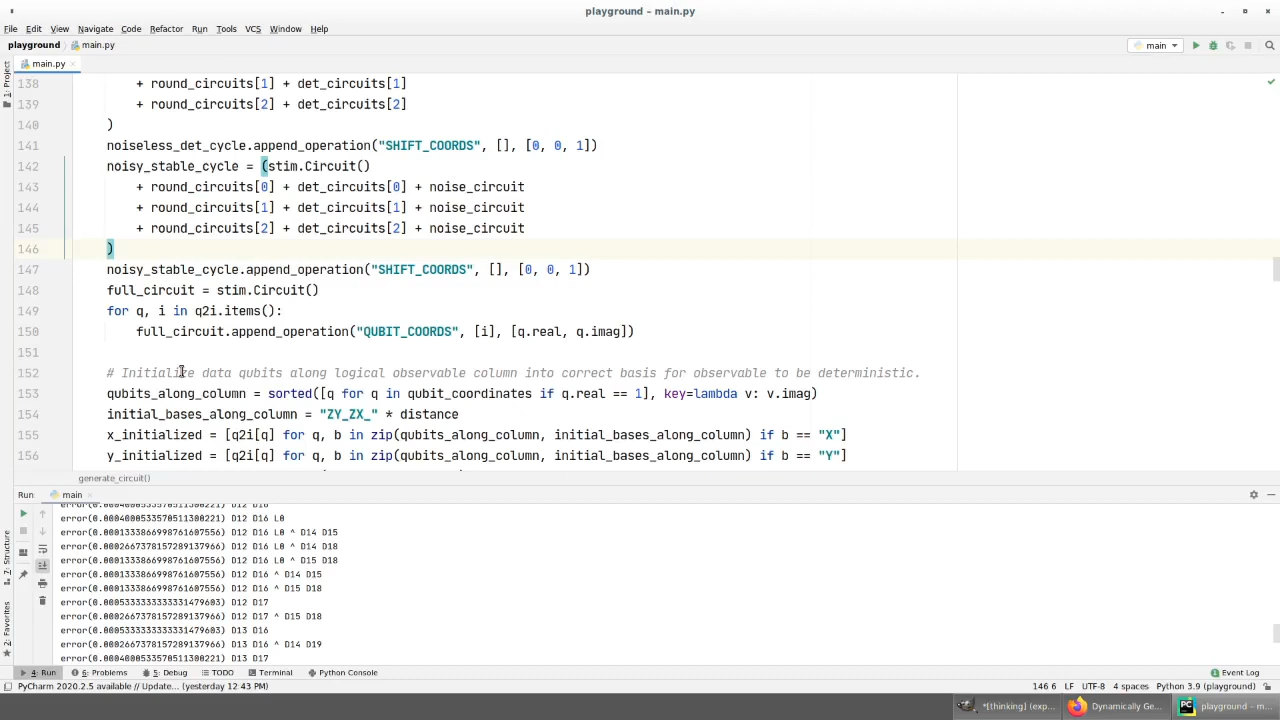 playground – main.py
File Edit View Navigate Code Refactor Run Tools VCS Window Help
playground main.py main
1: Project
main.py
138 + round_circuits[1] + det_circuits[1]
139 + round_circuits[2] + det_circuits[2]
140 )
141 noiseless_det_cycle.append_operation("SHIFT_COORDS", [], [0, 0, 1])
142 noisy_stable_cycle = (stim.Circuit()
143 + round_circuits[0] + det_circuits[0] + noise_circuit
144 + round_circuits[1] + det_circuits[1] + noise_circuit
145 + round_circuits[2] + det_circuits[2] + noise_circuit
146 )
147 noisy_stable_cycle.append_operation("SHIFT_COORDS", [], [0, 0, 1])
148 full_circuit = stim.Circuit()
149 for q, i in q2i.items():
150 full_circuit.append_operation("QUBIT_COORDS", [i], [q.real, q.imag])
151
152 # Initialize data qubits along logical observable column into correct basis for observable to be deterministic.
153 qubits_along_column = sorted([q for q in qubit_coordinates if q.real == 1], key=lambda v: v.imag)
154 initial_bases_along_column = "ZY_ZX_" * distance
155 x_initialized = [q2i[q] for q, b in zip(qubits_along_column, initial_bases_along_column) if b == "X"]
156 y_initialized = [q2i[q] for q, b in zip(qubits_along_column, initial_bases_along_column) if b == "Y"]
generate_circuit()
Run: main
7: Structure
2: Favorites
error(0.000400533570511300221) D12 D16 L0
error(0.000133386699876160755​6) D12 D16 L0 ^ D14 D15
error(0.0002667378157289137966) D12 D16 L0 ^ D14 D18
error(0.0001333866998761607556) D12 D16 L0 ^ D15 D18
error(0.0001333866998761607556) D12 D16 ^ D14 D15
error(0.0001333866998761607556) D12 D16 ^ D15 D18
error(0.0005333333333331479603) D12 D17
error(0.0002667378157289137966) D12 D17 ^ D15 D18
error(0.0005333333333331479603) D13 D16
error(0.0002667378157289137966) D13 D16 ^ D14 D19
error(0.000400533570511300221) D13 D17
4: Run 6: Problems 5: Debug TODO Terminal Python Console Event Log
PyCharm 2020.2.5 available // Update... (yesterday 12:43 PM) 146:6 LF UTF-8 4 spaces Python 3.9 (playground)
*[thinking] (exp... Dynamically Ge... playground – m...